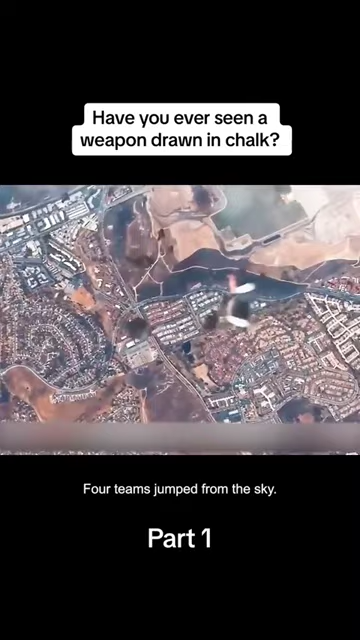 Have you ever seen a
weapon drawn in chalk?
Four teams jumped from the sky.
Part 1